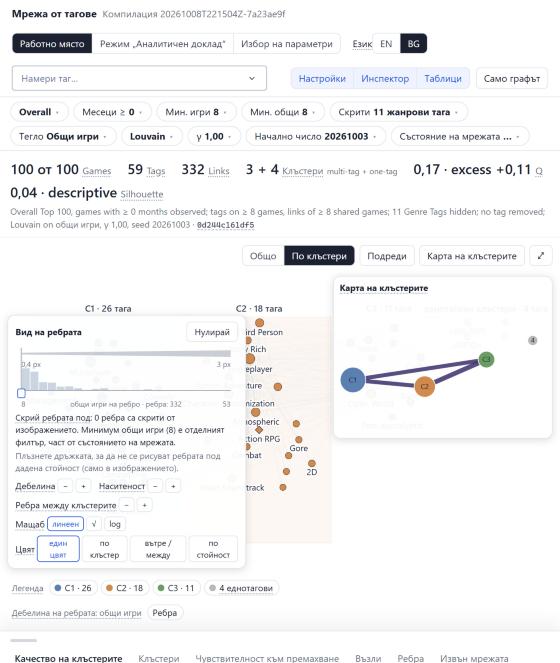 Мрежа от тагове Компилация 20261008T221504Z-7a23ae9f
Работно място Режим „Аналитичен доклад“ Избор на параметри Език EN BG
Намери таг... Настройки Инспектор Таблици Само графът
Overall Месеци ≥ 0 Мин. игри 8 Мин. общи 8 Скрити 11 жанрови тага
Тегло Общи игри Louvain γ 1,00 Начално число 20261003 Състояние на мрежата ...
100 от 100 Games 59 Tags 332 Links 3 + 4 Клъстери multi-tag + one-tag 0,17 · excess +0,11 Q
0,04 · descriptive Silhouette
Overall Top 100, games with ≥ 0 months observed; tags on ≥ 8 games, links of ≥ 8 shared games; 11 Genre Tags hidden; no tag removed;
Louvain on общи игри, γ 1,00, seed 20261003 · 0d244c161df5
Общо По клъстери Подреди Карта на клъстерите
Карта на клъстерите
C1 · 26 тага C2 · 18 тага
Вид на ребрата Нулирай
0.4 px 3 px
8 общи игри на ребро · ребра: 332 53
Скрий ребрата под: 0 ребра са скрити от
изображението. Минимум общи игри (8) е отделният
филтър, част от състоянието на мрежата.
Плъзнете дръжката, за да не се рисуват ребрата под
дадена стойност (само в изображението).
Дебелина − + Наситеност − +
Ребра между клъстерите − +
Мащаб линеен √ log
Цвят един цвят по клъстер вътре / между по стойност
ird Person
y Rich
eplayer
ture
mization
mospheric
ction RPG
Gore
mbat
2D
track
C1 C2 C3 4
Легенда C1 · 26 C2 · 18 C3 · 11 4 еднотагови
Дебелина на ребрата: общи игри Ребра
Качество на клъстерите Клъстери Чувствителност към премахване Възли Ребра Извън мрежата